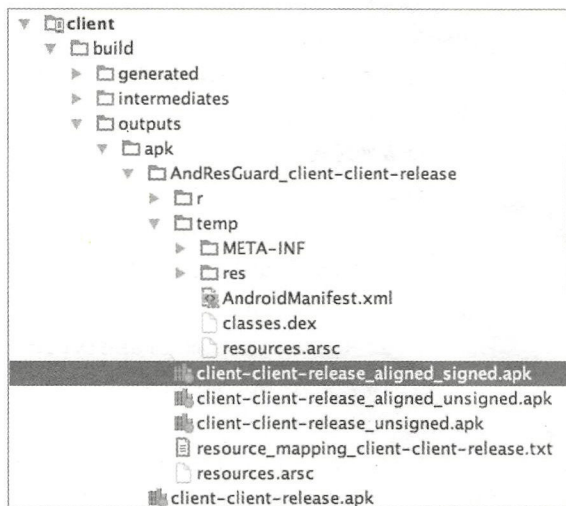 client
build
generated
intermediates
outputs
apk
AndResGuard_client-client-release
r
temp
META-INF
res
AndroidManifest.xml
classes.dex
resources.arsc
client-client-release_aligned_signed.apk
client-client-release_aligned_unsigned.apk
client-client-release_unsigned.apk
resource_mapping_client-client-release.txt
resources.arsc
client-client-release.apk